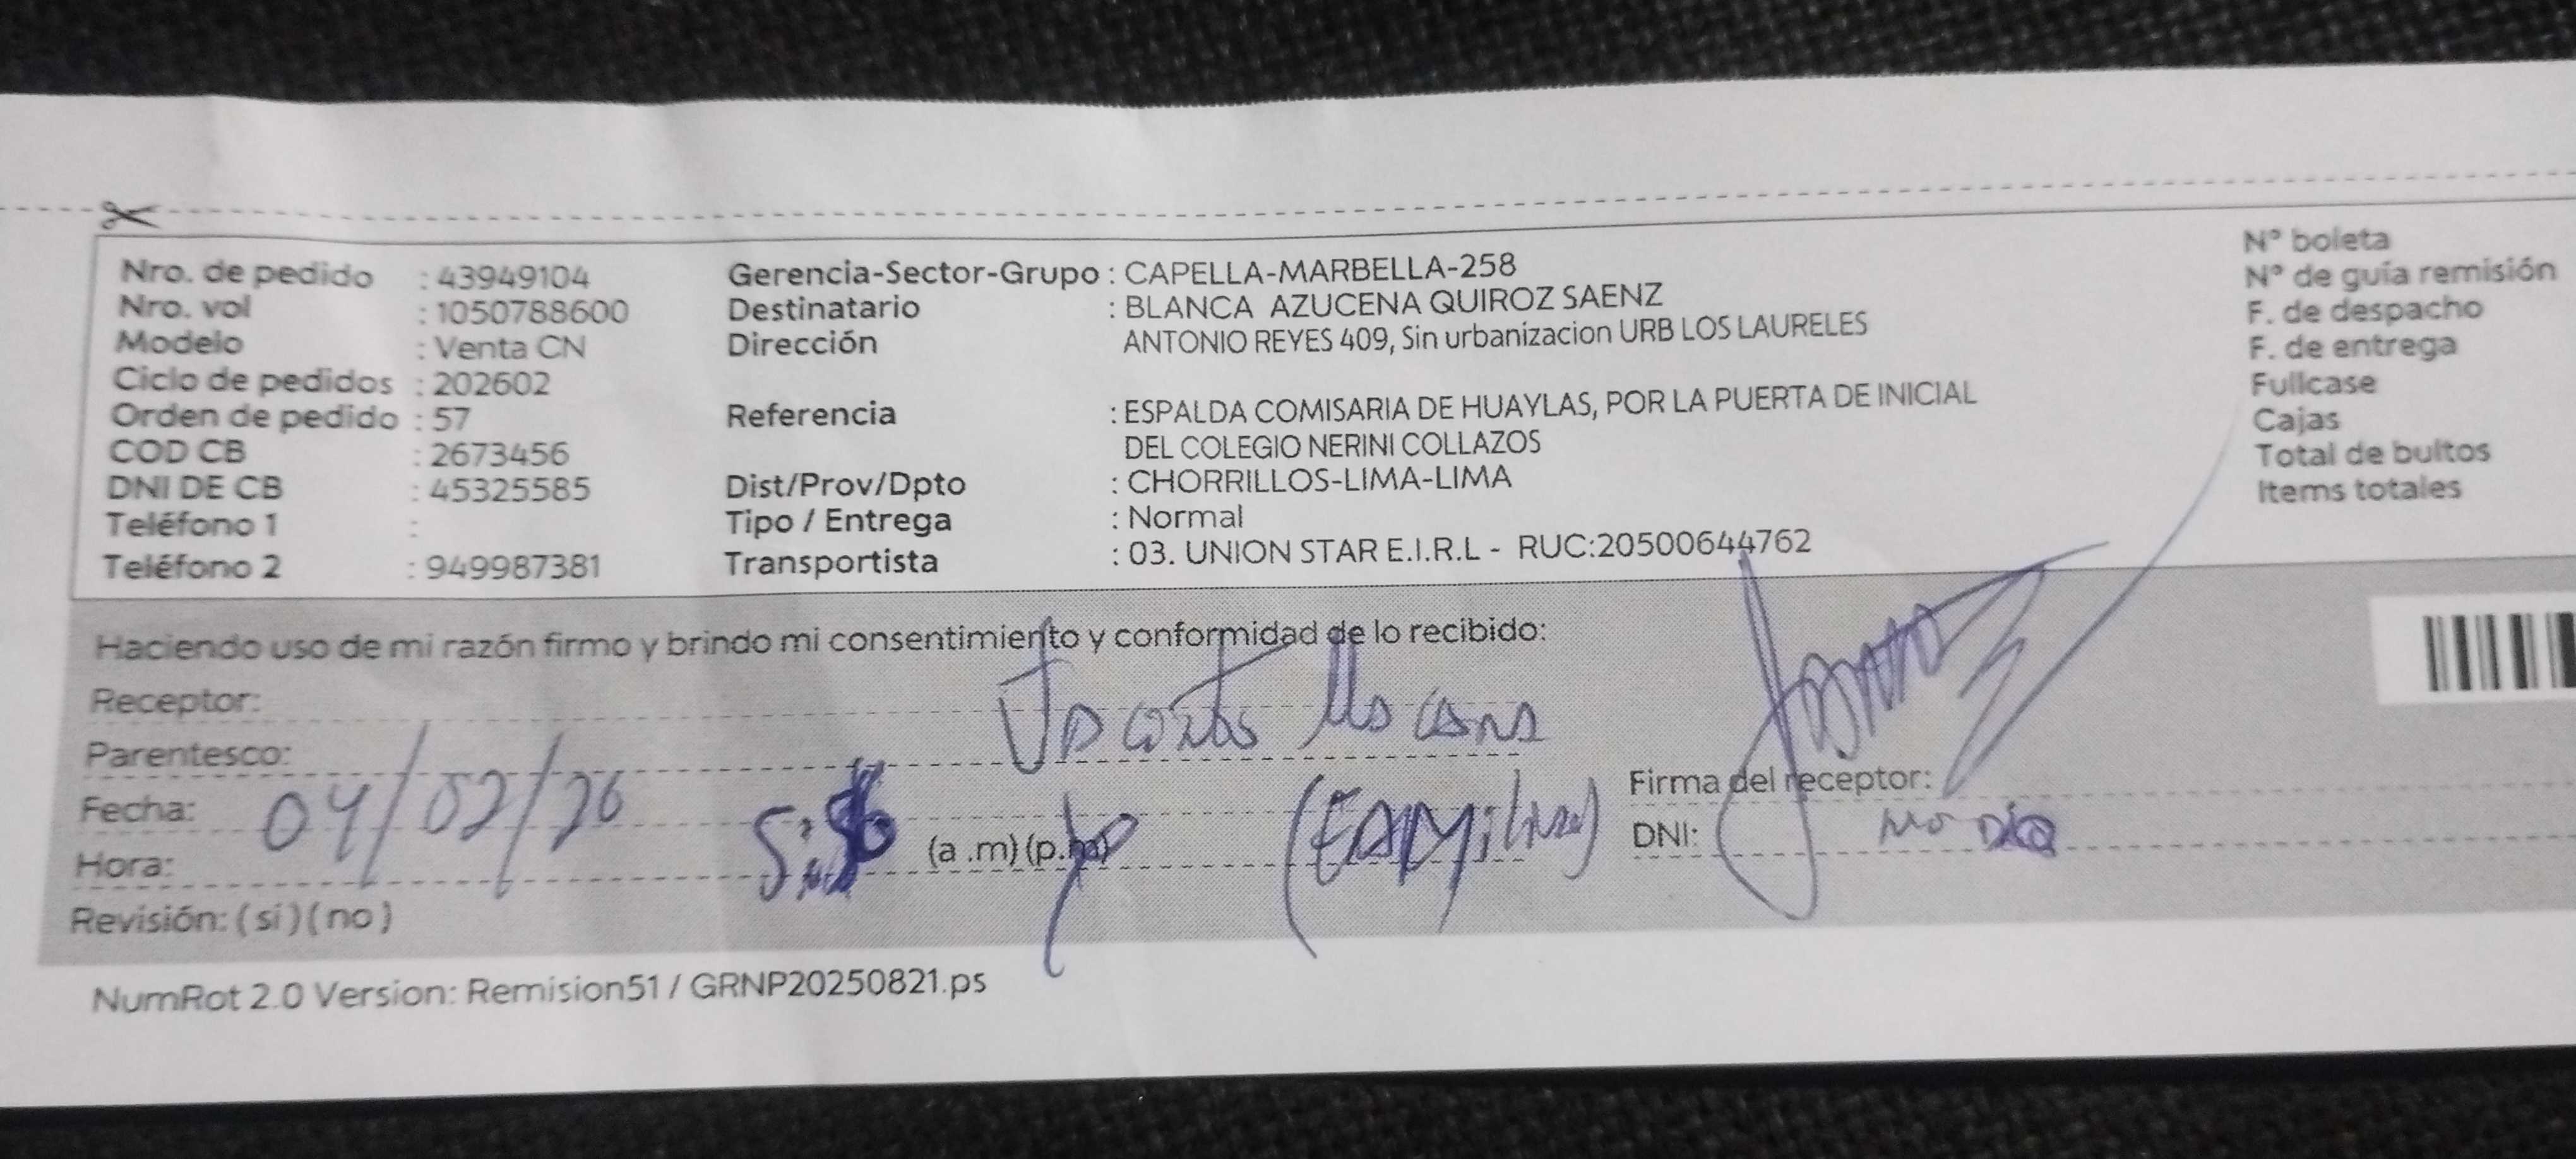 Nro. de pedido : 43949104
Nro. vol : 1050788600
Modelo : Venta CN
Ciclo de pedidos : 202602
Orden de pedido : 57
COD CB : 2673456
DNI DE CB : 45325585
Teléfono 1 :
Teléfono 2 : 949987381
Gerencia-Sector-Grupo : CAPELLA-MARBELLA-258
Destinatario : BLANCA AZUCENA QUIROZ SAENZ
Dirección ANTONIO REYES 409, Sin urbanizacion URB LOS LAURELES
Referencia : ESPALDA COMISARIA DE HUAYLAS, POR LA PUERTA DE INICIAL
DEL COLEGIO NERINI COLLAZOS
Dist/Prov/Dpto : CHORRILLOS-LIMA-LIMA
Tipo / Entrega : Normal
Transportista : 03. UNION STAR E.I.R.L - RUC:20500644762
N° boleta
N° de guía remisión
F. de despacho
F. de entrega
Fullcase
Cajas
Total de bultos
Items totales
Haciendo uso de mi razón firmo y brindo mi consentimiento y conformidad de lo recibido:
Receptor:
Parentesco:
Fecha: 04/02/26
Hora: (a .m) (p.m)
(FAMiliar)
Firma del receptor:
DNI: no dio
Revisión: ( si ) ( no )
NumRot 2.0 Version: Remision51 / GRNP20250821.ps